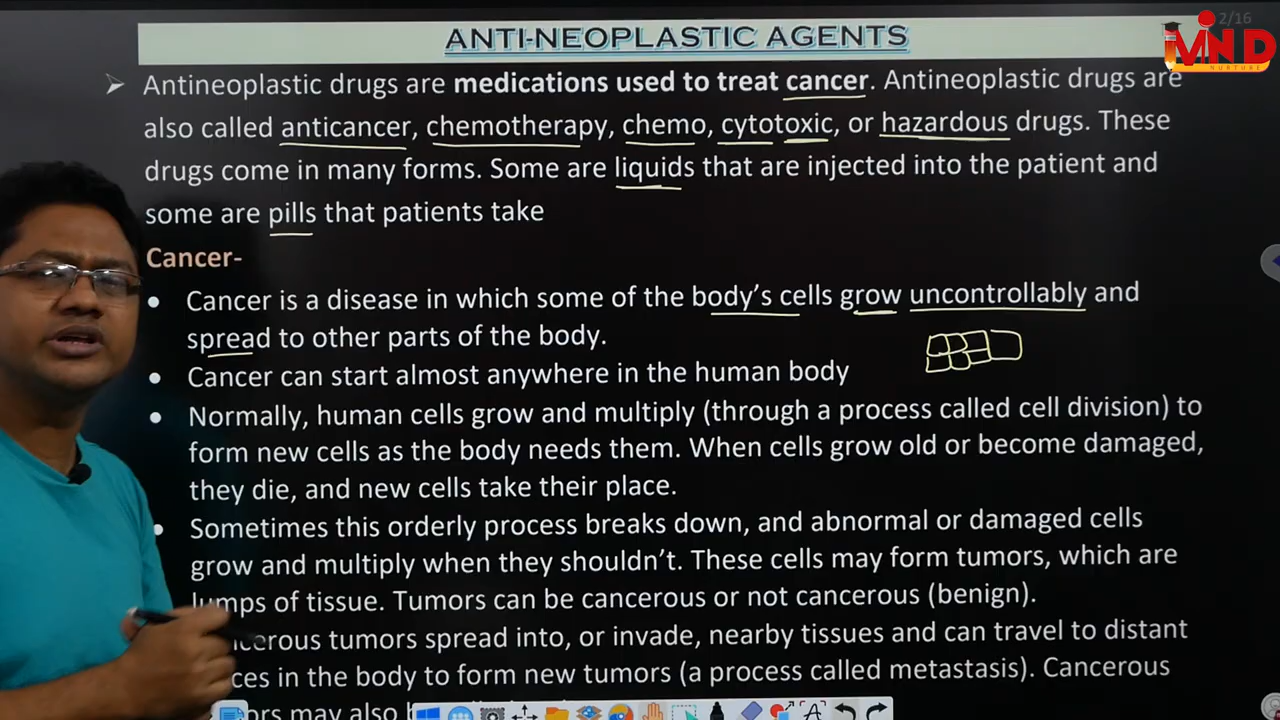 ANTI-NEOPLASTIC AGENTS
2/16
MIND
NURTURE
Antineoplastic drugs are medications used to treat cancer. Antineoplastic drugs are
also called anticancer, chemotherapy, chemo, cytotoxic, or hazardous drugs. These
drugs come in many forms. Some are liquids that are injected into the patient and
some are pills that patients take
Cancer-
• Cancer is a disease in which some of the body's cells grow uncontrollably and
spread to other parts of the body.
• Cancer can start almost anywhere in the human body
• Normally, human cells grow and multiply (through a process called cell division) to
form new cells as the body needs them. When cells grow old or become damaged,
they die, and new cells take their place.
• Sometimes this orderly process breaks down, and abnormal or damaged cells
grow and multiply when they shouldn't. These cells may form tumors, which are
lumps of tissue. Tumors can be cancerous or not cancerous (benign).
tumors spread into, or invade, nearby tissues and can travel to distant
in the body to form new tumors (a process called metastasis). Cancerous
may also